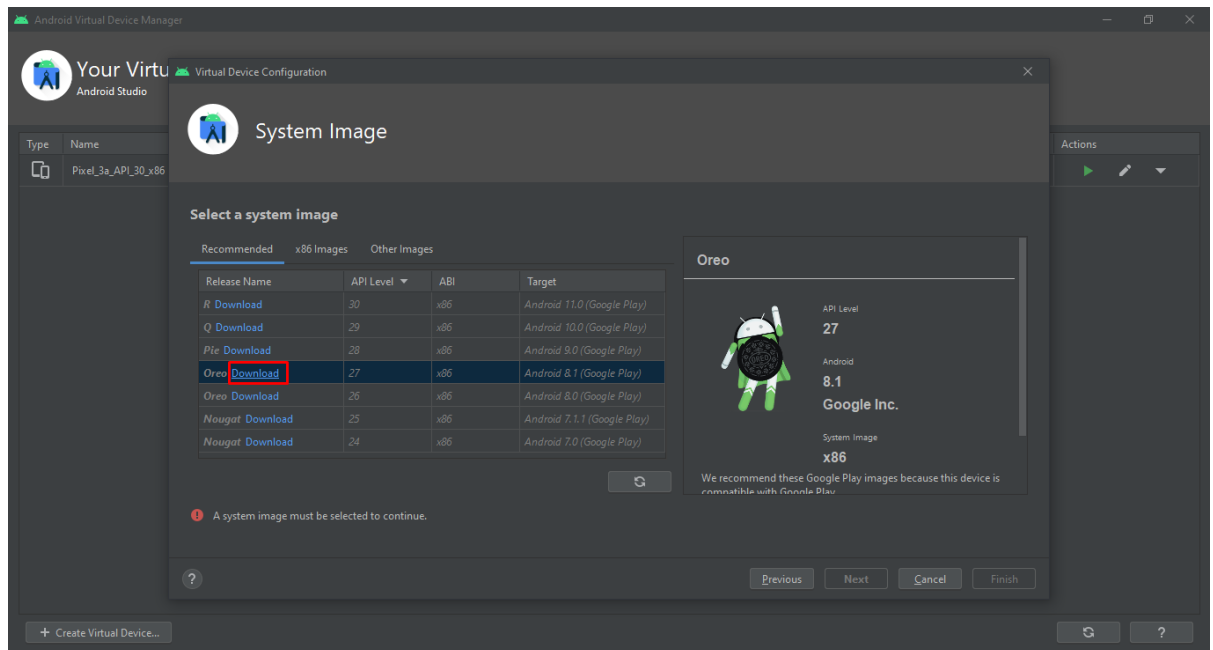 Android Virtual Device Manager
Your Virtu
Android Studio
Type Name Actions
Pixel_3a_API_30_x86
Virtual Device Configuration
System Image
Select a system image
Recommended x86 Images Other Images
Release Name API Level ABI Target
R Download 30 x86 Android 11.0 (Google Play)
Q Download 29 x86 Android 10.0 (Google Play)
Pie Download 28 x86 Android 9.0 (Google Play)
Oreo Download 27 x86 Android 8.1 (Google Play)
Oreo Download 26 x86 Android 8.0 (Google Play)
Nougat Download 25 x86 Android 7.1.1 (Google Play)
Nougat Download 24 x86 Android 7.0 (Google Play)
Oreo
OREO
API Level
27
Android
8.1
Google Inc.
System Image
x86
We recommend these Google Play images because this device is
compatible with Google Play
A system image must be selected to continue.
? Previous Next Cancel Finish
+ Create Virtual Device... ?